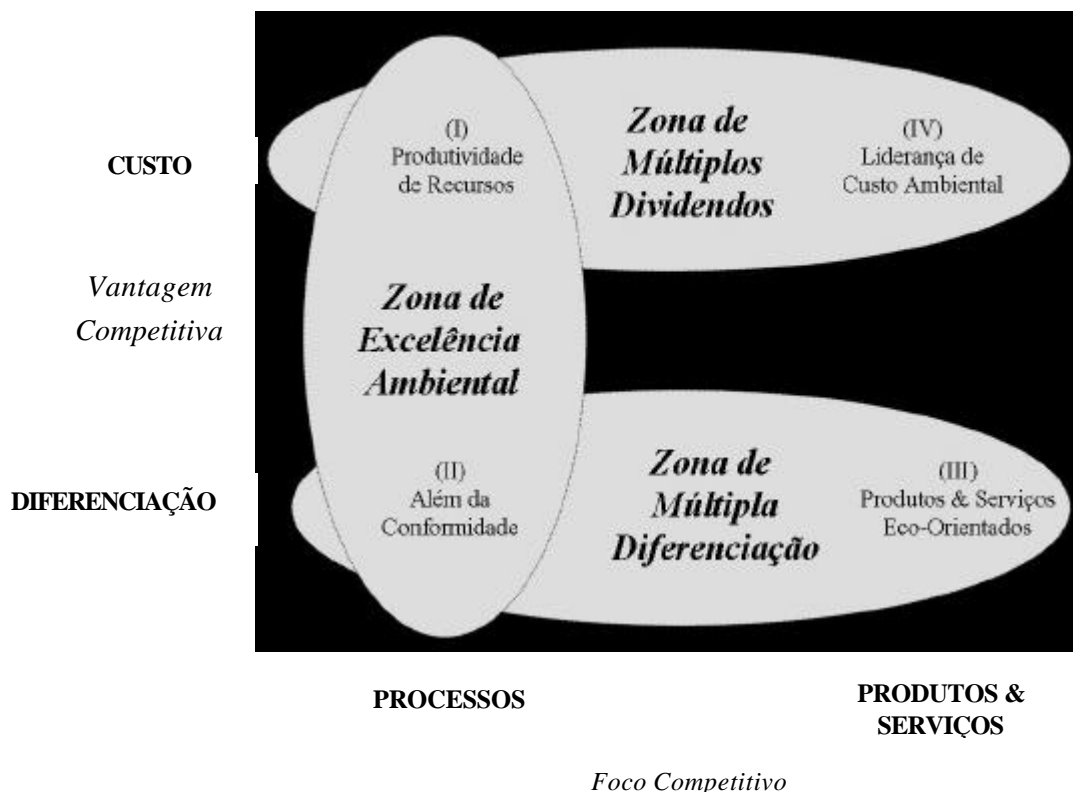 CUSTO
Vantagem
Competitiva
DIFERENCIAÇÃO
(I)
Produtividade
de Recursos
Zona de
Múltiplos
Dividendos
(IV)
Liderança de
Custo Ambiental
Zona de
Excelência
Ambiental
(II)
Além da
Conformidade
Zona de
Múltipla
Diferenciação
(III)
Produtos & Serviços
Eco-Orientados
PROCESSOS
PRODUTOS &
SERVIÇOS
Foco Competitivo